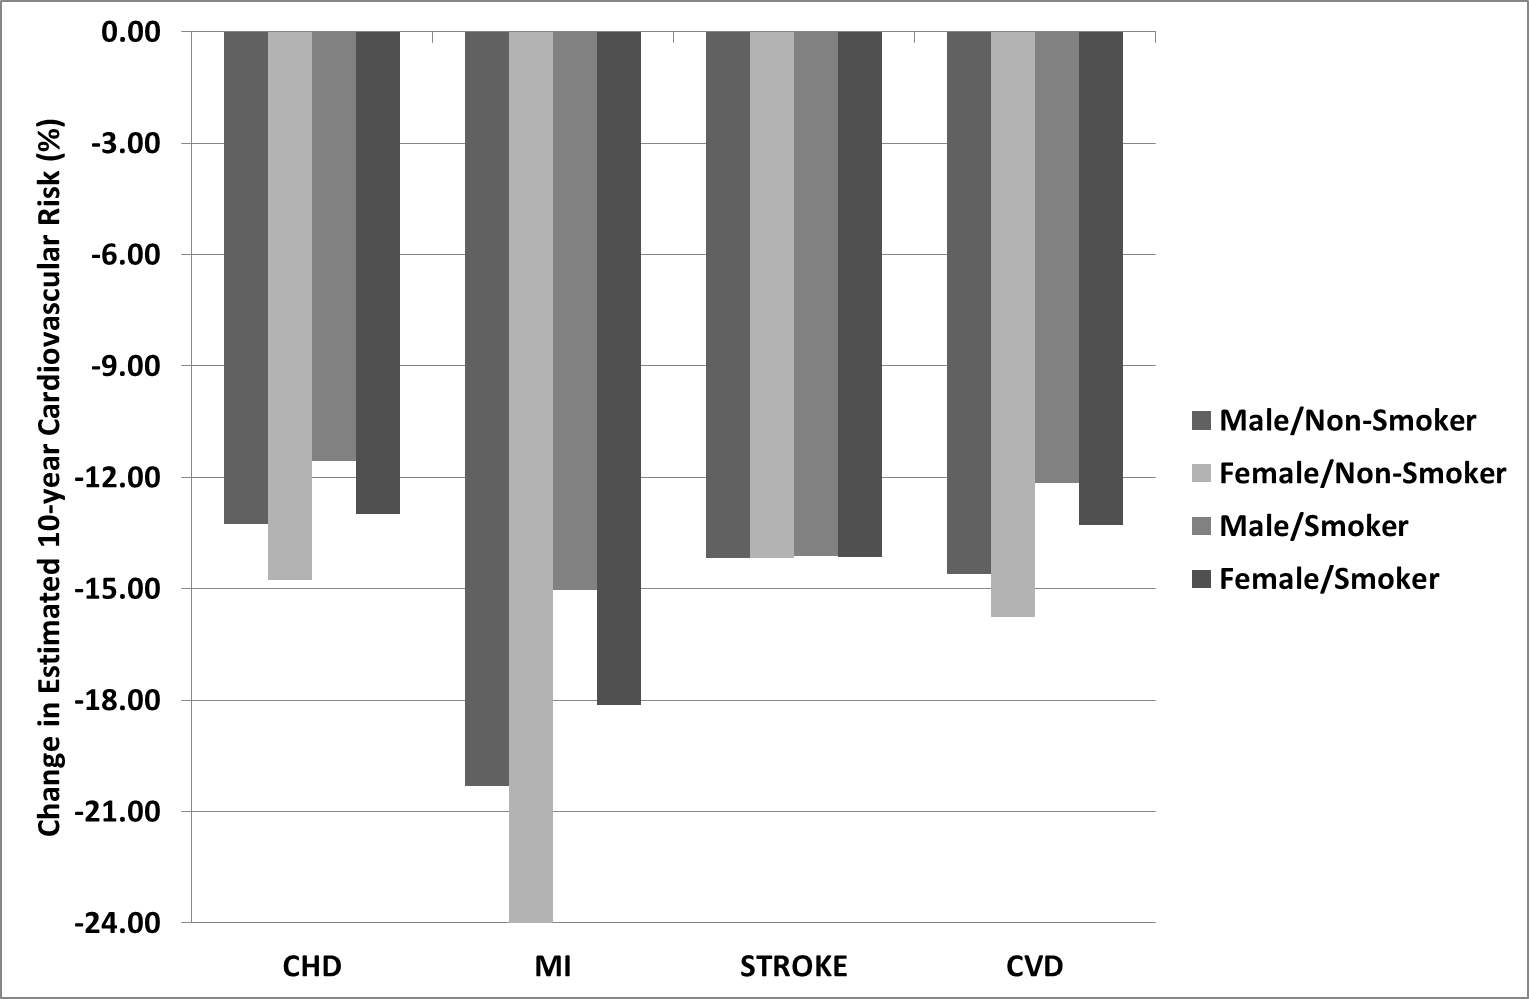 Change in Estimated 10-year Cardiovascular Risk (%)
0.00
-3.00
-6.00
-9.00
-12.00
-15.00
-18.00
-21.00
-24.00
CHD
MI
STROKE
CVD
Male/Non-Smoker
Female/Non-Smoker
Male/Smoker
Female/Smoker